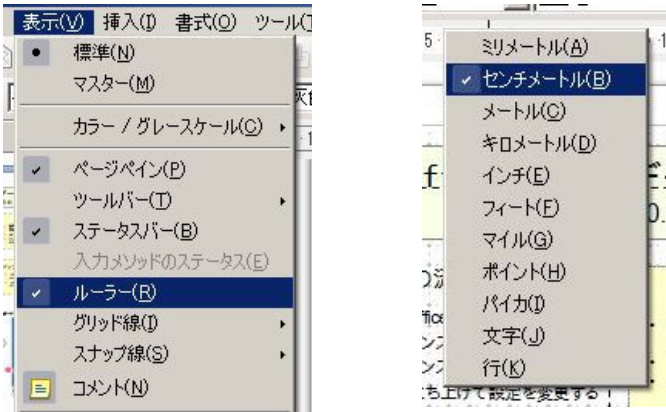 表示(V) 挿入(I) 書式(O) ツール(T
標準(N)
マスター(M)
カラー / グレースケール(C)
ページペイン(P)
ツールバー(T)
ステータスバー(B)
入力メソッドのステータス(E)
ルーラー(R)
グリッド線(I)
スナップ線(S)
コメント(N)
5
ミリメートル(A)
センチメートル(B)
メートル(C)
キロメートル(D)
インチ(E)
フィート(F)
マイル(G)
ポイント(H)
パイカ(I)
文字(J)
行(K)
ち上げて設定を変更する